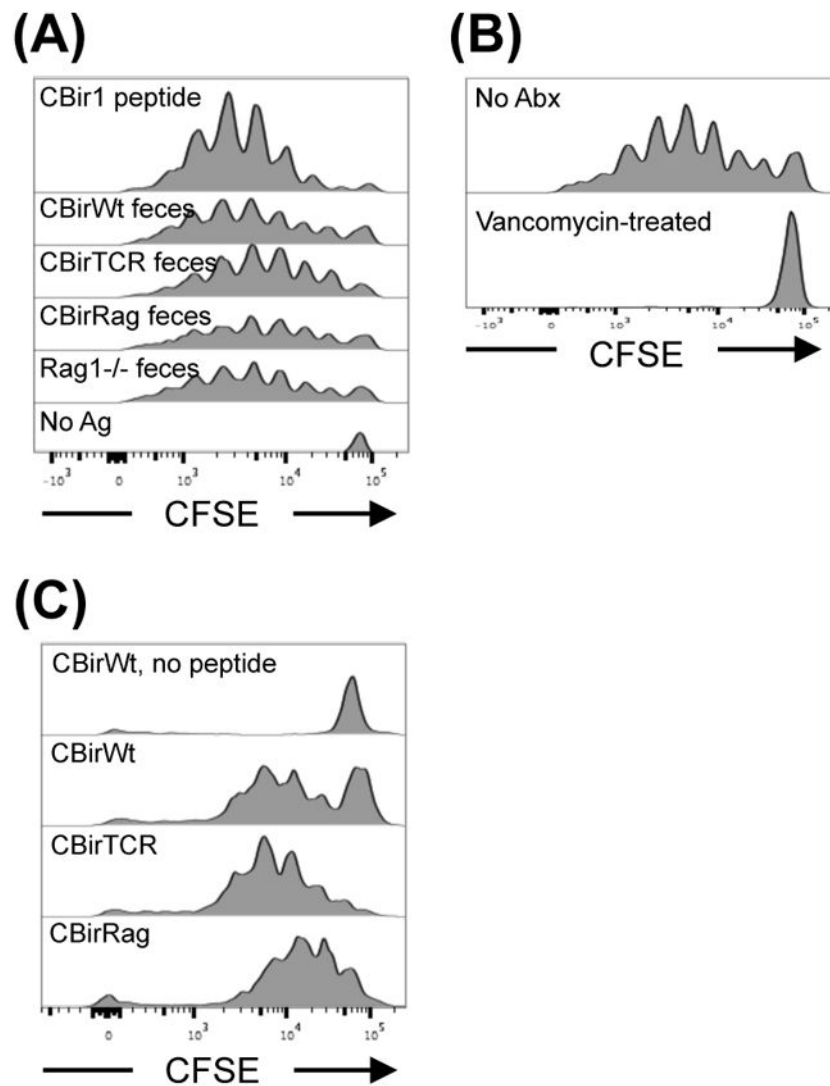 (A)
CBir1 peptide
CBirWt feces
CBirTCR feces
CBirRag feces
Rag1-/- feces
No Ag
-10³ 0 10³ 10⁴ 10⁵
CFSE
(B)
No Abx
Vancomycin-treated
-10³ 0 10³ 10⁴ 10⁵
CFSE
(C)
CBirWt, no peptide
CBirWt
CBirTCR
CBirRag
0 10³ 10⁴ 10⁵
CFSE